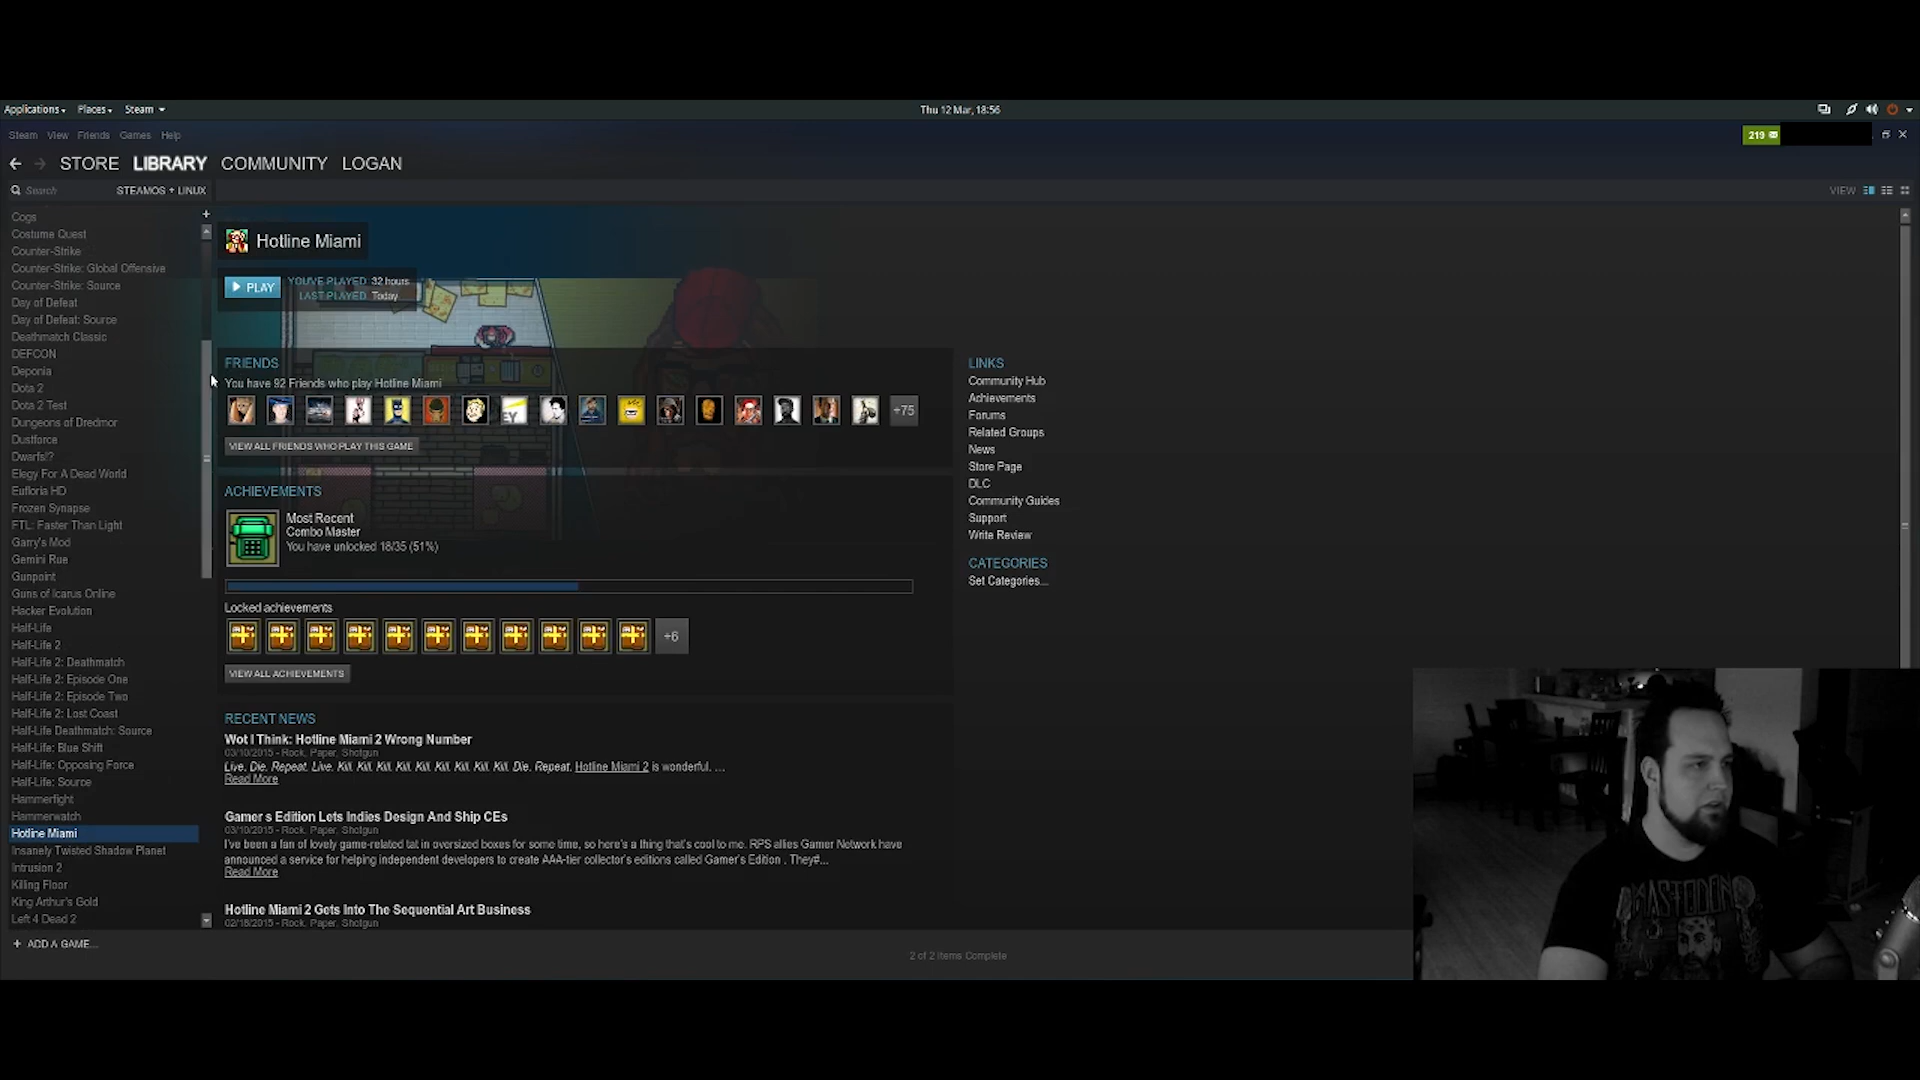 Applications Places Steam
Thu 12 Mar, 18:56
Steam View Friends Games Help
219
STORE LIBRARY COMMUNITY LOGAN
Search STEAMOS + LINUX
VIEW
Cogs
Costume Quest
Counter-Strike
Counter-Strike: Global Offensive
Counter-Strike: Source
Day of Defeat
Day of Defeat: Source
Deathmatch Classic
DEFCON
Deponia
Dota 2
Dota 2 Test
Dungeons of Dredmor
Dustforce
Dwarfs!?
Elegy For A Dead World
Eufloria HD
Frozen Synapse
FTL: Faster Than Light
Garry's Mod
Gemini Rue
Gunpoint
Guns of Icarus Online
Hacker Evolution
Half-Life
Half-Life 2
Half-Life 2: Deathmatch
Half-Life 2: Episode One
Half-Life 2: Episode Two
Half-Life 2: Lost Coast
Half-Life Deathmatch: Source
Half-Life: Blue Shift
Half-Life: Opposing Force
Half-Life: Source
Hammerfight
Hammerwatch
Hotline Miami
Insanely Twisted Shadow Planet
Intrusion 2
Killing Floor
King Arthur's Gold
Left 4 Dead 2
+ ADD A GAME...
Hotline Miami
PLAY
YOU'VE PLAYED 32 hours
LAST PLAYED Today
FRIENDS
You have 92 Friends who play Hotline Miami
EY
+75
VIEW ALL FRIENDS WHO PLAY THIS GAME
ACHIEVEMENTS
Most Recent
Combo Master
You have unlocked 18/35 (51%)
Locked achievements
+6
VIEW ALL ACHIEVEMENTS
RECENT NEWS
Wot I Think: Hotline Miami 2 Wrong Number
03/10/2015 - Rock, Paper, Shotgun
Live. Die. Repeat. Live. Kill. Kill. Kill. Kill. Kill. Kill. Kill. Kill. Die. Repeat. Hotline Miami 2 is wonderful. ...
Read More
Gamer s Edition Lets Indies Design And Ship CEs
03/10/2015 - Rock, Paper, Shotgun
I've been a fan of lovely game-related tat in oversized boxes for some time, so here's a thing that's cool to me. RPS allies Gamer Network have
announced a service for helping independent developers to create AAA-tier collector's editions called Gamer's Edition . They#...
Read More
Hotline Miami 2 Gets Into The Sequential Art Business
02/18/2015 - Rock, Paper, Shotgun
LINKS
Community Hub
Achievements
Forums
Related Groups
News
Store Page
DLC
Community Guides
Support
Write Review
CATEGORIES
Set Categories...
2 of 2 Items Complete
MASTODON